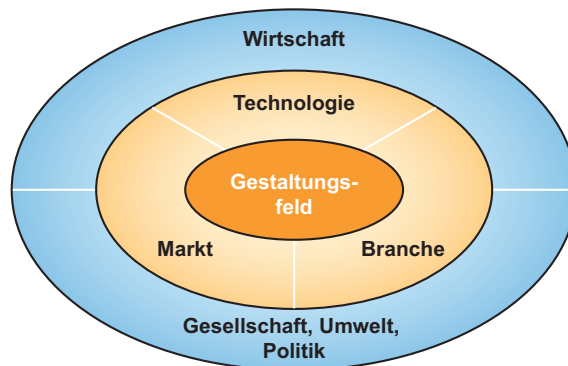 Wirtschaft
Technologie
Gestaltungs-
feld
Markt
Branche
Gesellschaft, Umwelt,
Politik